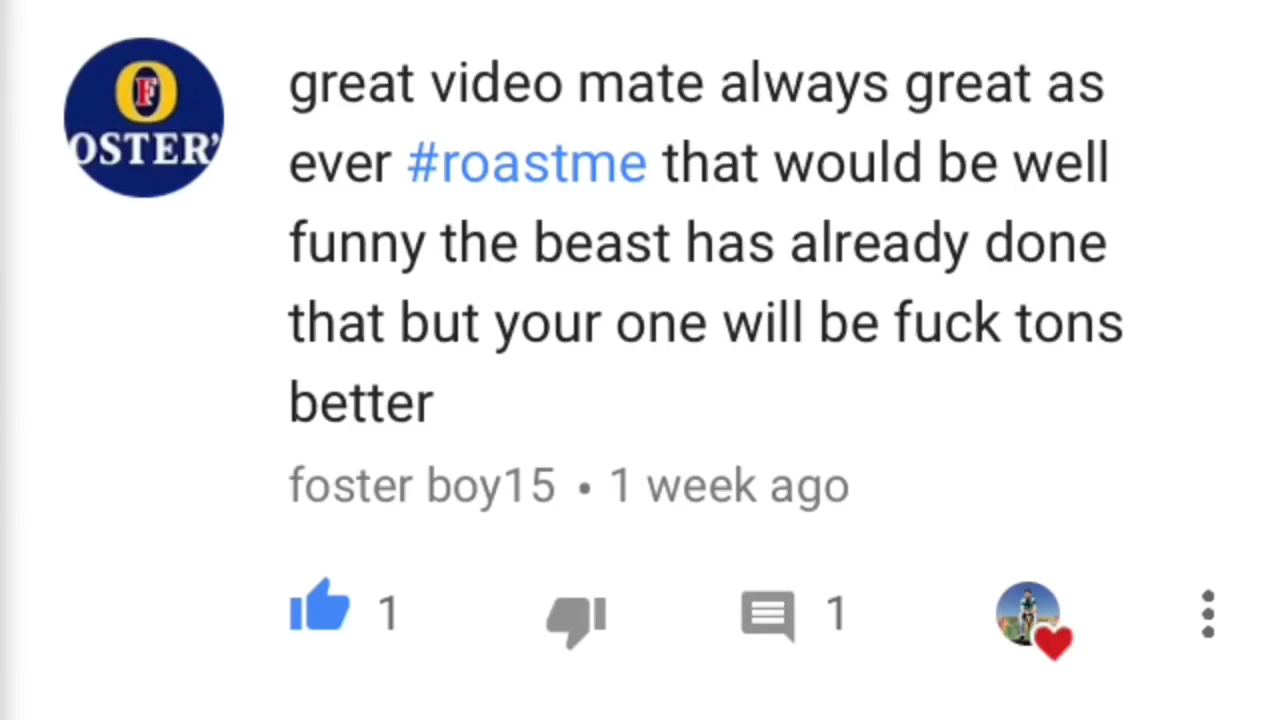 F
OSTER'
great video mate always great as
ever #roastme that would be well
funny the beast has already done
that but your one will be fuck tons
better
foster boy15 • 1 week ago
1
1